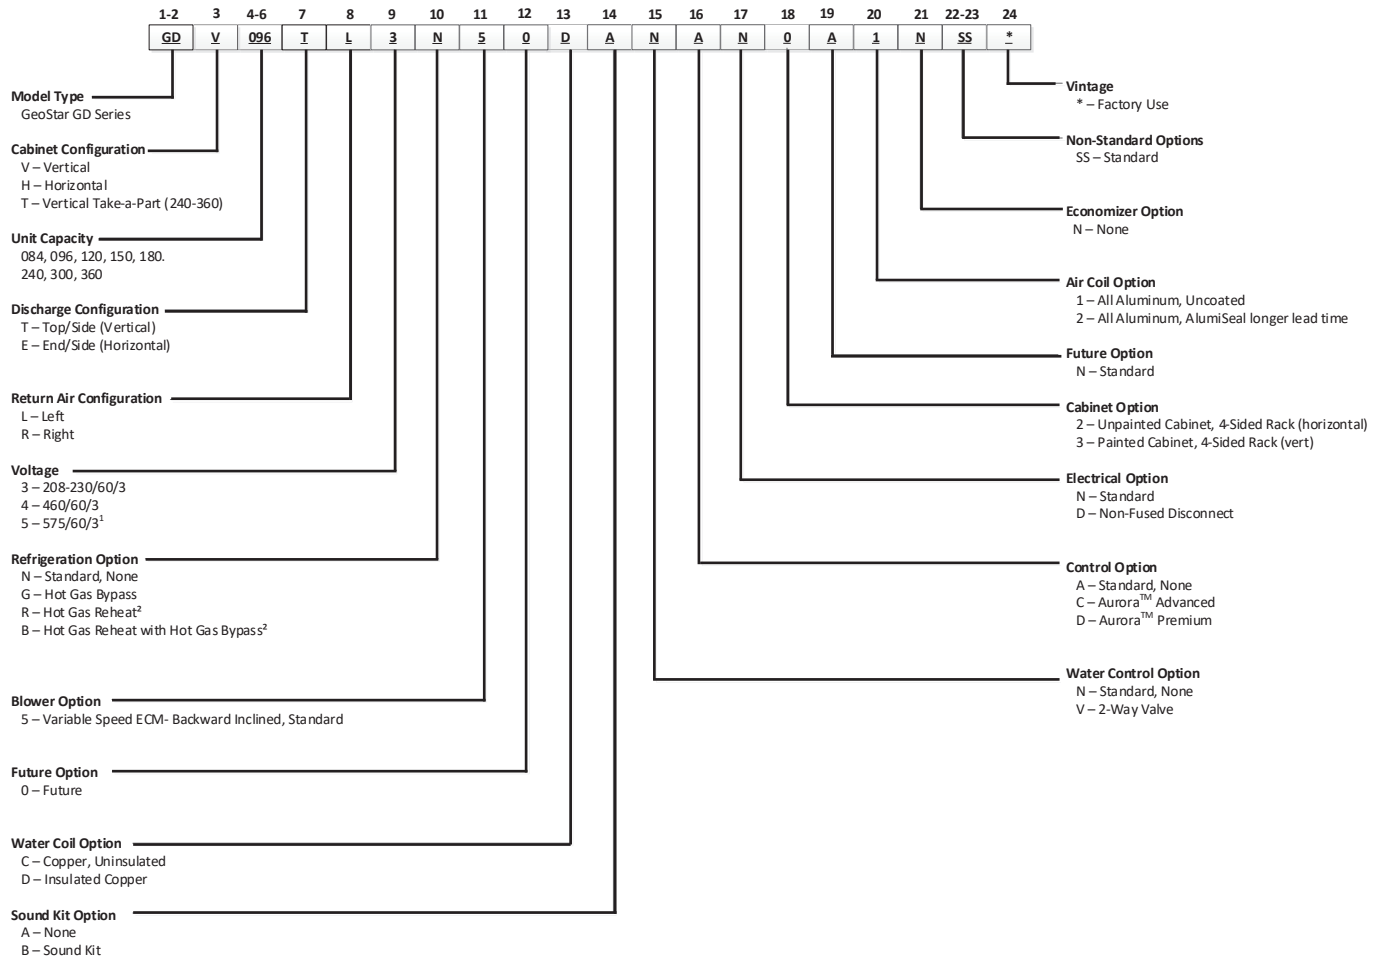 1-2 3 4-6 7 8 9 10 11 12 13 14 15 16 17 18 19 20 21 22-23 24
GD V 096 T L 3 N 5 0 D A N A N 0 A 1 N SS *
Model Type
GeoStar GD Series
Cabinet Configuration
V – Vertical
H – Horizontal
T – Vertical Take-a-Part (240-360)
Unit Capacity
084, 096, 120, 150, 180.
240, 300, 360
Discharge Configuration
T – Top/Side (Vertical)
E – End/Side (Horizontal)
Return Air Configuration
L – Left
R – Right
Voltage
3 – 208-230/60/3
4 – 460/60/3
5 – 575/60/3¹
Refrigeration Option
N – Standard, None
G – Hot Gas Bypass
R – Hot Gas Reheat²
B – Hot Gas Reheat with Hot Gas Bypass²
Blower Option
5 – Variable Speed ECM- Backward Inclined, Standard
Future Option
0 – Future
Water Coil Option
C – Copper, Uninsulated
D – Insulated Copper
Sound Kit Option
A – None
B – Sound Kit
Vintage
* – Factory Use
Non-Standard Options
SS – Standard
Economizer Option
N – None
Air Coil Option
1 – All Aluminum, Uncoated
2 – All Aluminum, AlumiSeal longer lead time
Future Option
N – Standard
Cabinet Option
2 – Unpainted Cabinet, 4-Sided Rack (horizontal)
3 – Painted Cabinet, 4-Sided Rack (vert)
Electrical Option
N – Standard
D – Non-Fused Disconnect
Control Option
A – Standard, None
C – Aurora™ Advanced
D – Aurora™ Premium
Water Control Option
N – Standard, None
V – 2-Way Valve